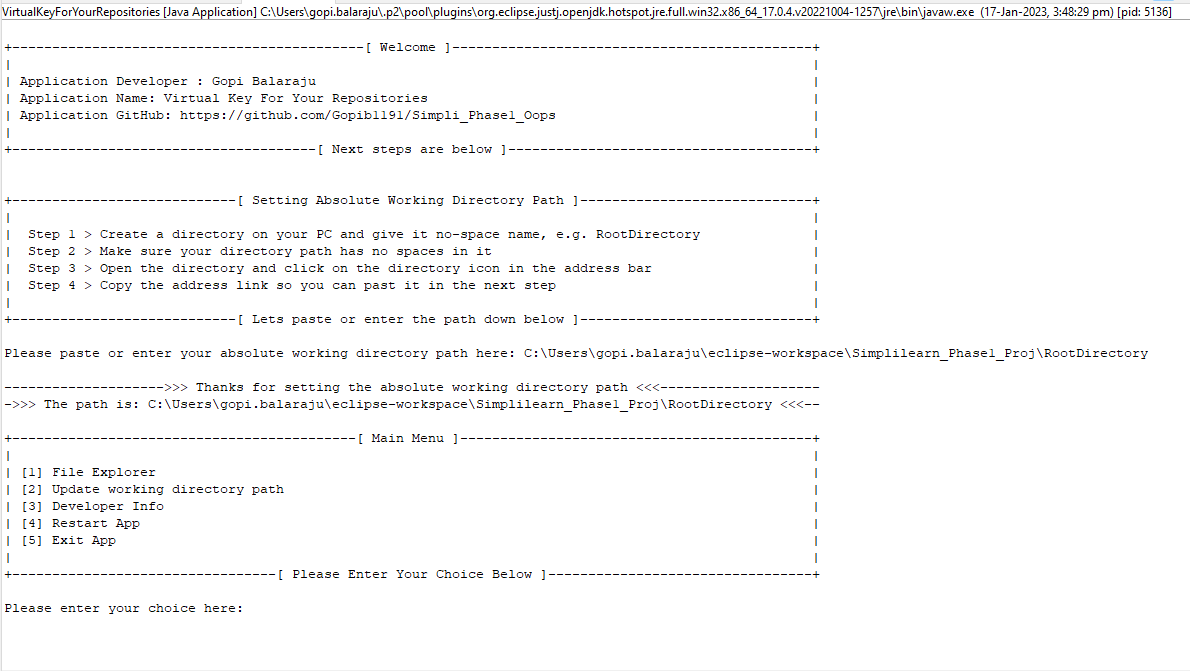 VirtualKeyForYourRepositories [Java Application] C:\Users\gopi.balaraju\.p2\pool\plugins\org.eclipse.justj.openjdk.hotspot.jre.full.win32.x86_64_17.0.4.v20221004-1257\jre\bin\javaw.exe (17-Jan-2023, 3:48:29 pm) [pid: 5136]
+--------------------------------------------[ Welcome ]---------------------------------------------+
| |
| Application Developer : Gopi Balaraju |
| Application Name: Virtual Key For Your Repositories |
| Application GitHub: https://github.com/Gopib1191/Simpli_Phase1_Oops |
| |
+--------------------------------------[ Next steps are below ]--------------------------------------+
+----------------------------[ Setting Absolute Working Directory Path ]-----------------------------+
| |
| Step 1 > Create a directory on your PC and give it no-space name, e.g. RootDirectory |
| Step 2 > Make sure your directory path has no spaces in it |
| Step 3 > Open the directory and click on the directory icon in the address bar |
| Step 4 > Copy the address link so you can past it in the next step |
| |
+----------------------------[ Lets paste or enter the path down below ]-----------------------------+
Please paste or enter your absolute working directory path here: C:\Users\gopi.balaraju\eclipse-workspace\Simplilearn_Phase1_Proj\RootDirectory
-------------------->>> Thanks for setting the absolute working directory path <<<--------------------
->>> The path is: C:\Users\gopi.balaraju\eclipse-workspace\Simplilearn_Phase1_Proj\RootDirectory <<<--
+-------------------------------------------[ Main Menu ]--------------------------------------------+
| |
| [1] File Explorer |
| [2] Update working directory path |
| [3] Developer Info |
| [4] Restart App |
| [5] Exit App |
| |
+---------------------------------[ Please Enter Your Choice Below ]---------------------------------+
Please enter your choice here: